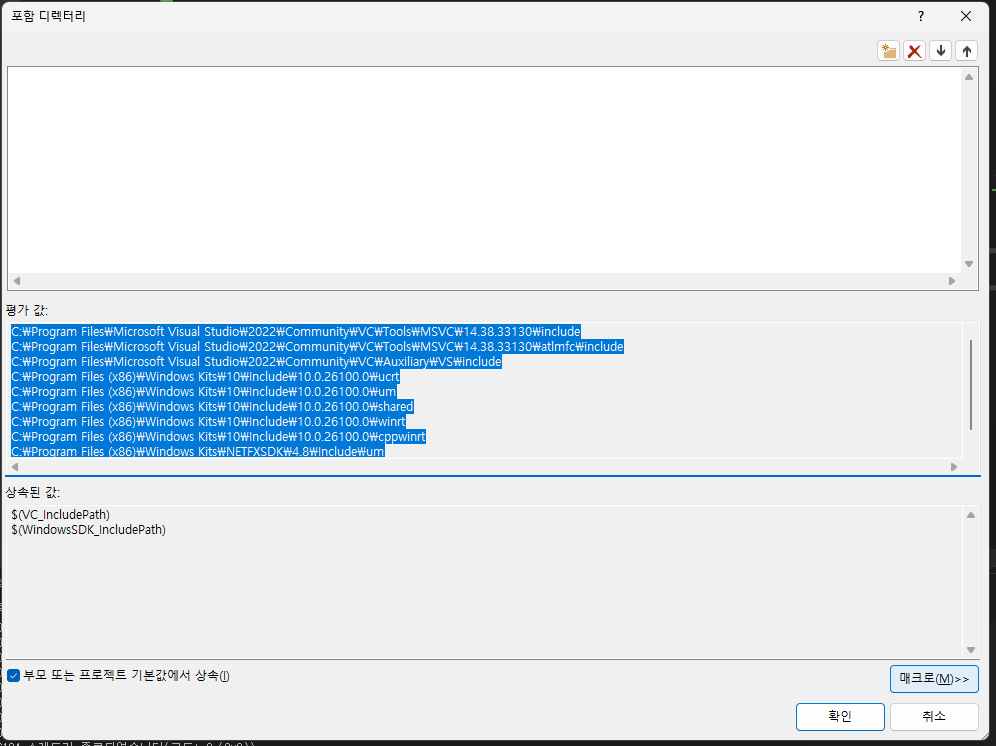 포함 디렉터리
?
평가 값:
C:₩Program Files₩Microsoft Visual Studio₩2022₩Community₩VC₩Tools₩MSVC₩14.38.33130₩include
C:₩Program Files₩Microsoft Visual Studio₩2022₩Community₩VC₩Tools₩MSVC₩14.38.33130₩atlmfc₩include
C:₩Program Files₩Microsoft Visual Studio₩2022₩Community₩VC₩Auxiliary₩VS₩include
C:₩Program Files (x86)₩Windows Kits₩10₩Include₩10.0.26100.0₩ucrt
C:₩Program Files (x86)₩Windows Kits₩10₩Include₩10.0.26100.0₩um
C:₩Program Files (x86)₩Windows Kits₩10₩Include₩10.0.26100.0₩shared
C:₩Program Files (x86)₩Windows Kits₩10₩Include₩10.0.26100.0₩winrt
C:₩Program Files (x86)₩Windows Kits₩10₩Include₩10.0.26100.0₩cppwinrt
C:₩Program Files (x86)₩Windows Kits₩NETFXSDK₩4.8₩Include₩um
상속된 값:
$(VC_IncludePath)
$(WindowsSDK_IncludePath)
부모 또는 프로젝트 기본값에서 상속(I)
매크로(M)>>
확인
취소